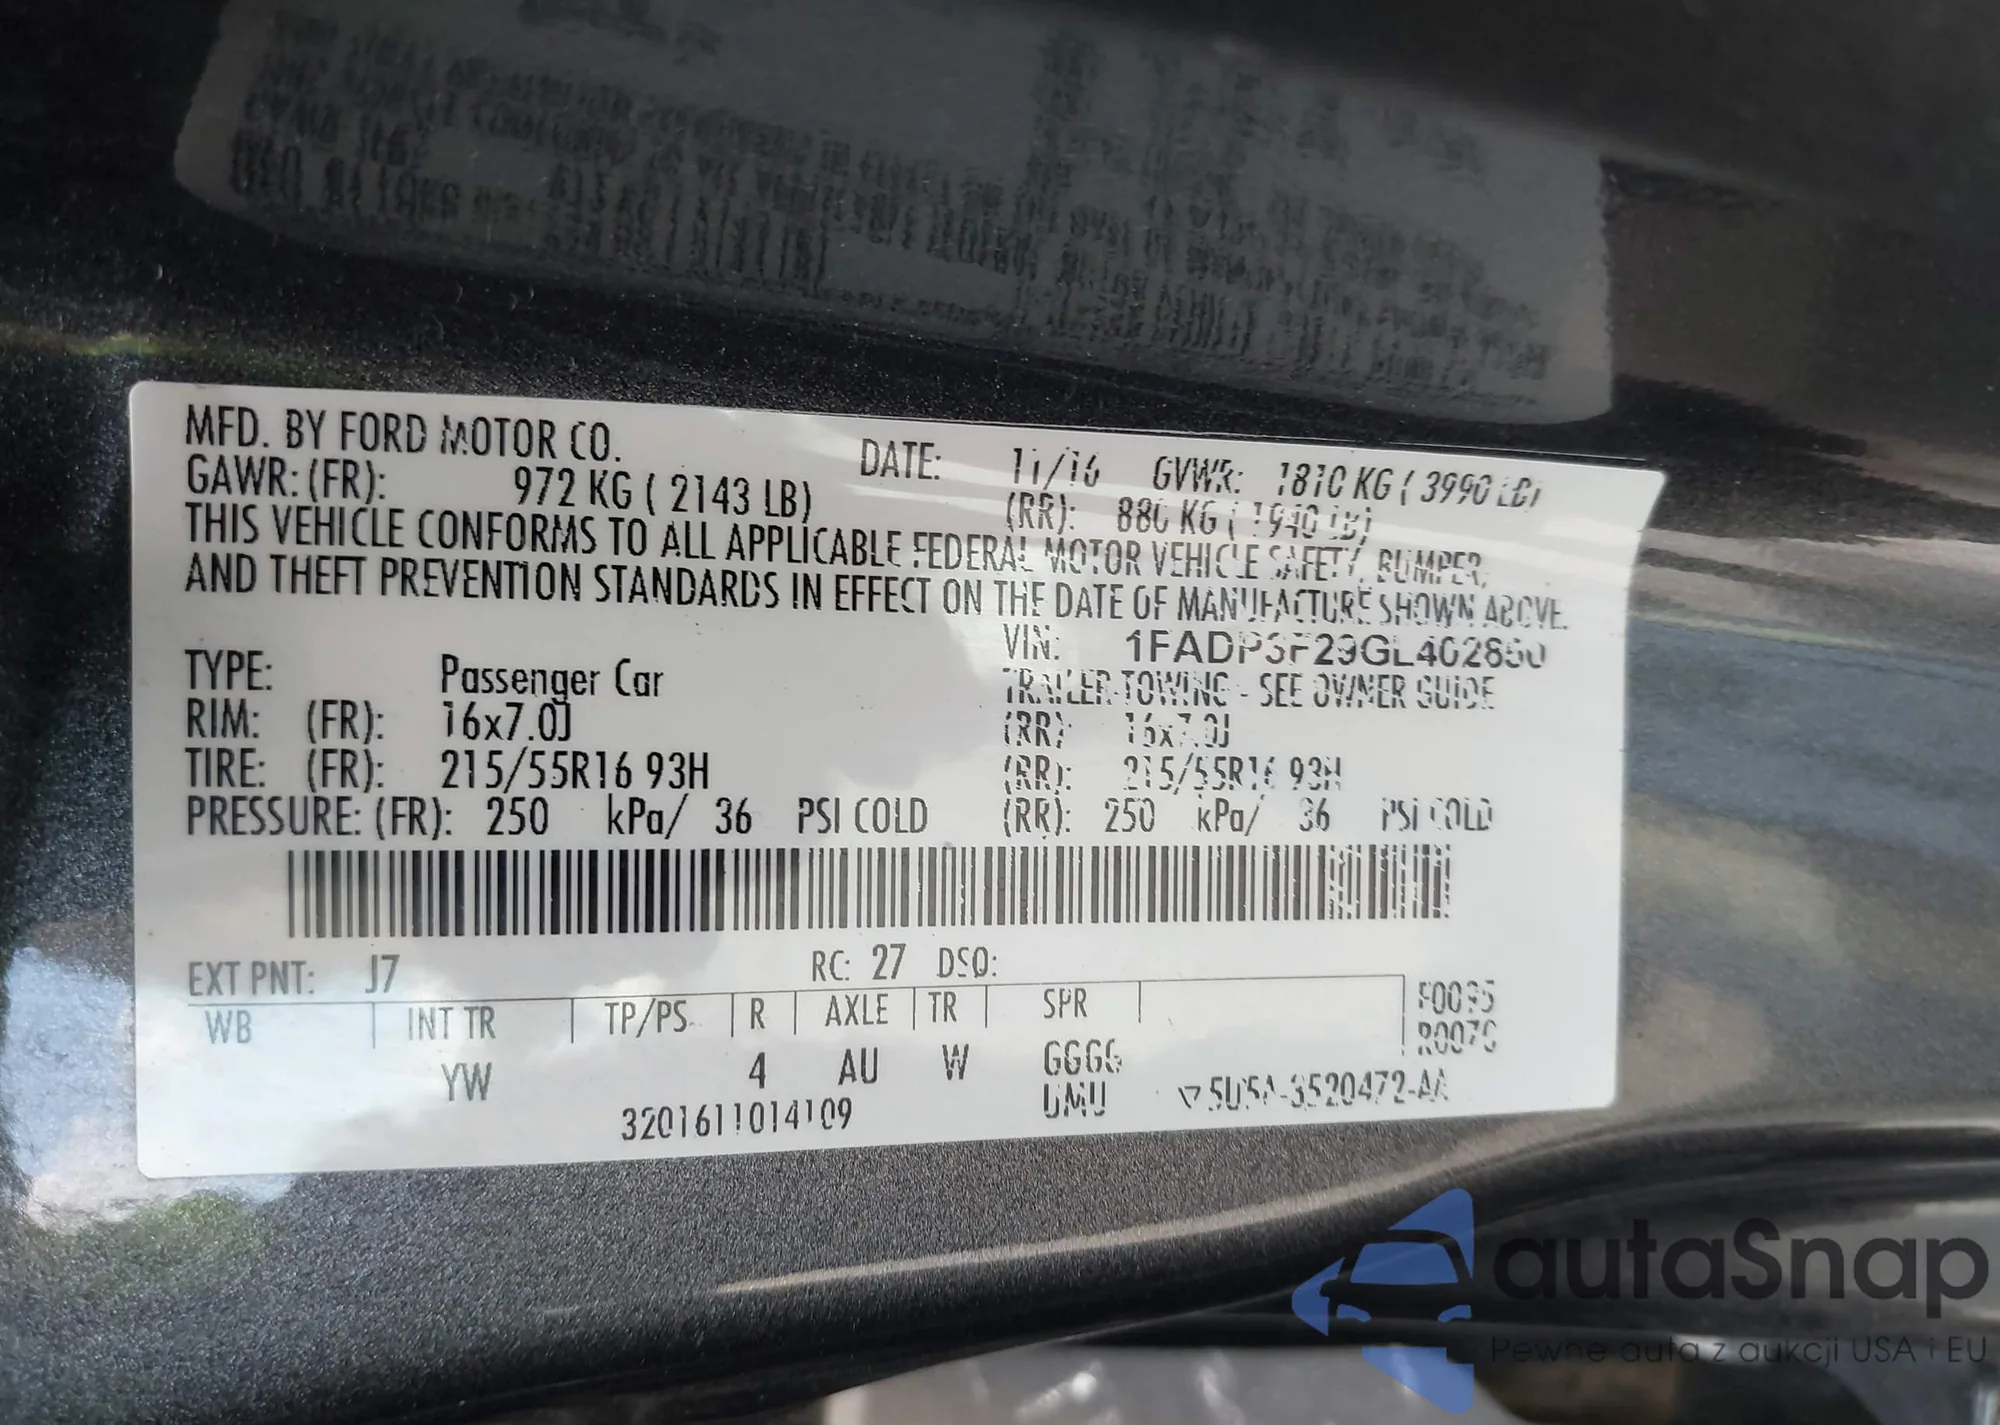 MFD. BY FORD MOTOR CO. DATE: 11/16 GVWR: 1810 KG ( 3990 LB)
GAWR: (FR): 972 KG ( 2143 LB) (RR): 880 KG ( 1940 LB)
THIS VEHICLE CONFORMS TO ALL APPLICABLE FEDERAL MOTOR VEHICLE SAFETY, BUMPER,
AND THEFT PREVENTION STANDARDS IN EFFECT ON THE DATE OF MANUFACTURE SHOWN ABOVE.
VIN:
TYPE: Passenger Car TRAILER TOWING - SEE OWNER GUIDE
RIM: (FR): 16x7.0J (RR): 16x7.0J
TIRE: (FR): 215/55R16 93H (RR): 215/55R16 93H
PRESSURE: (FR): 250 kPa/ 36 PSI COLD (RR): 250 kPa/ 36 PSI COLD
EXT PNT: J7 RC: 27 DSO:
WB INT TR TP/PS R AXLE TR SPR
YW 4 AU W GGGG
3201611014109 UMU
autaSnap
Pewne auta z aukcji USA i EU